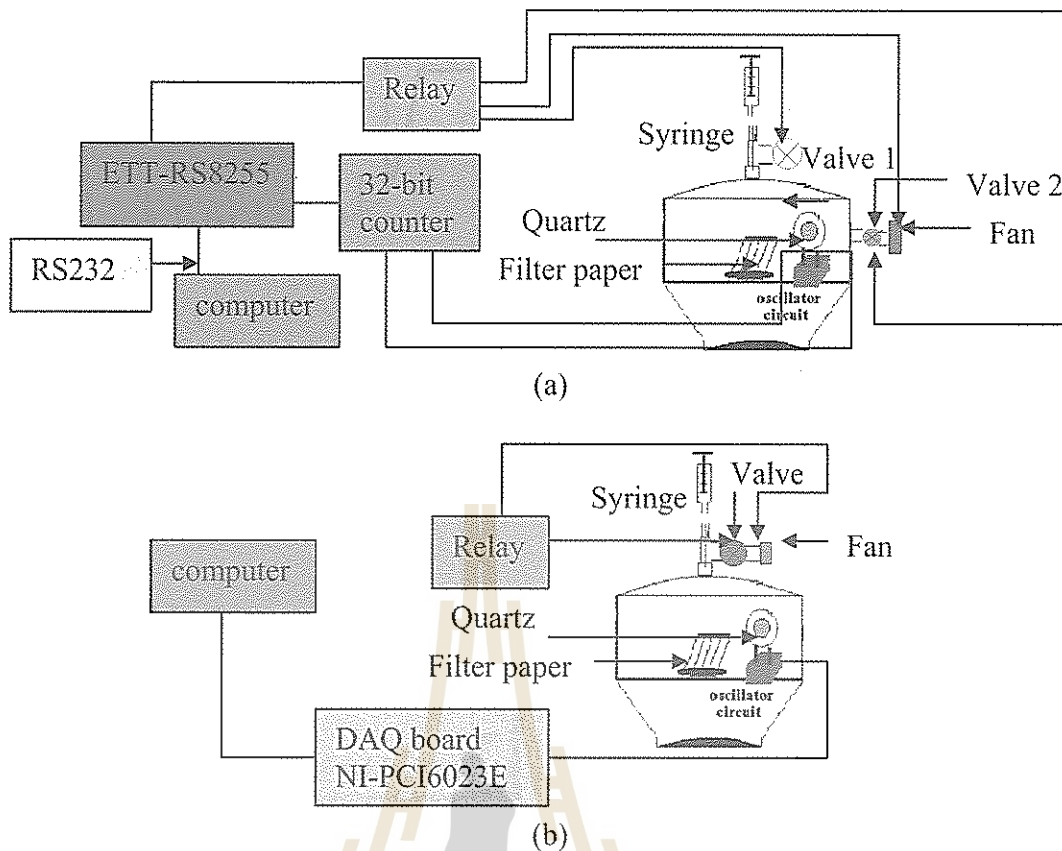 Relay
Syringe
Valve 1
ETT-RS8255
32-bit
counter
Valve 2
Quartz
Fan
Filter paper
RS232
computer
oscillator
circuit
(a)
Valve
Syringe
Relay
Fan
computer
Quartz
Filter paper
oscillator
circuit
DAQ board
NI-PCI6023E
(b)